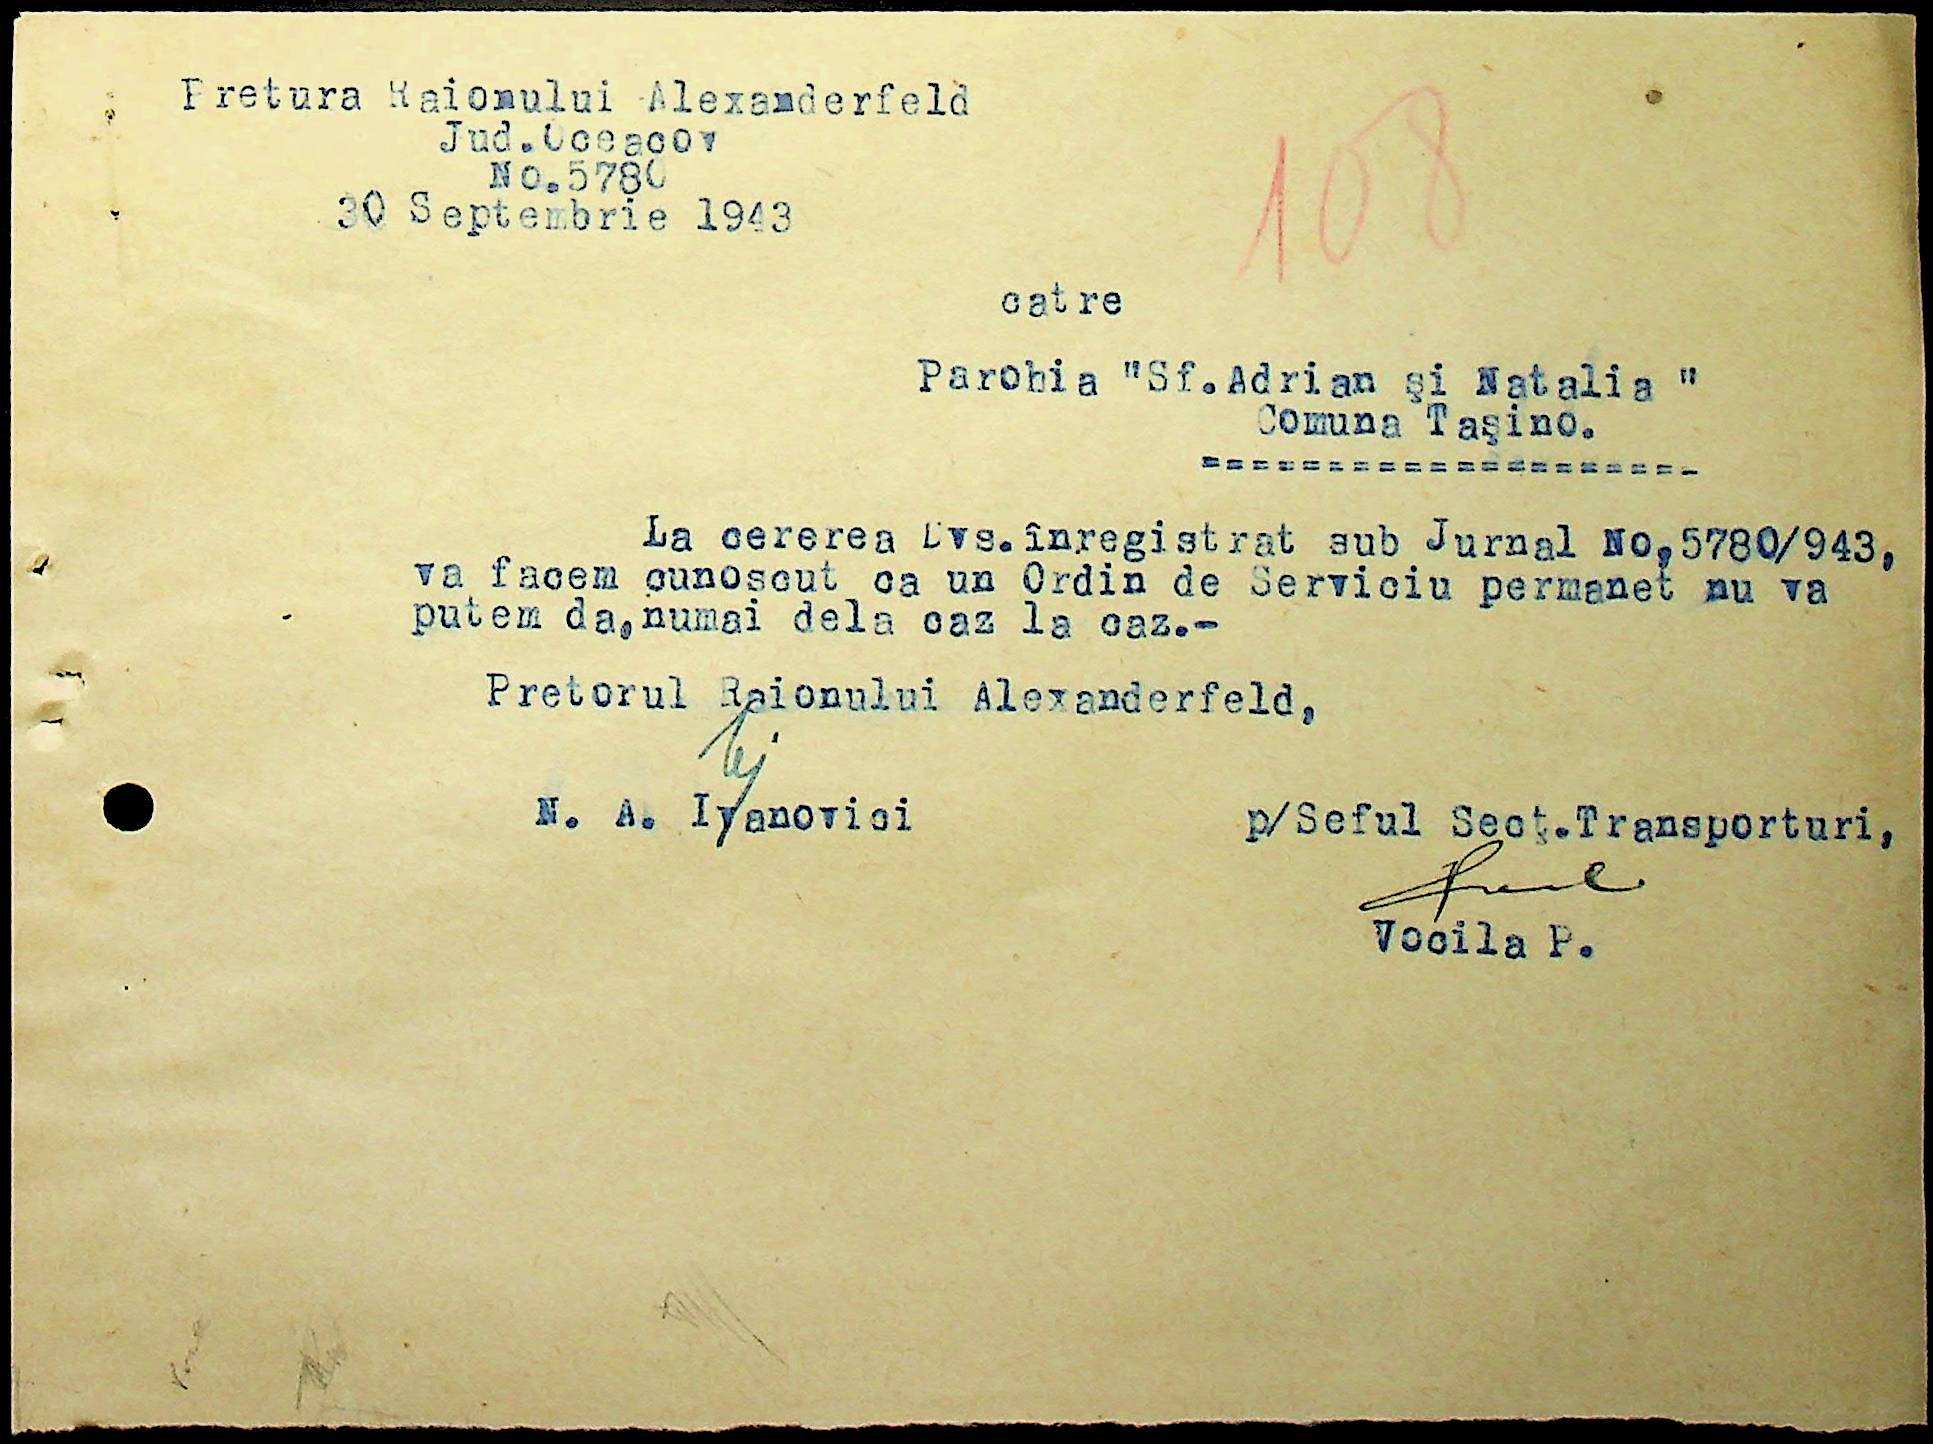 Pretura Raionului Alexanderfeld
Jud.Oceacov
No.5780
30 Septembrie 1943
108
catre
Parohia "Sf.Adrian şi Natalia "
Comuna Taşino.
====================
La cererea Dvs.înregistrat sub Jurnal No,5780/943,
va facem cunoscut ca un Ordin de Serviciu permanet nu va
putem da,numai dela caz la caz.-
Pretorul Raionului Alexanderfeld,
N. A. Ivanovici
p/Seful Secţ.Transporturi,
Vocila P.